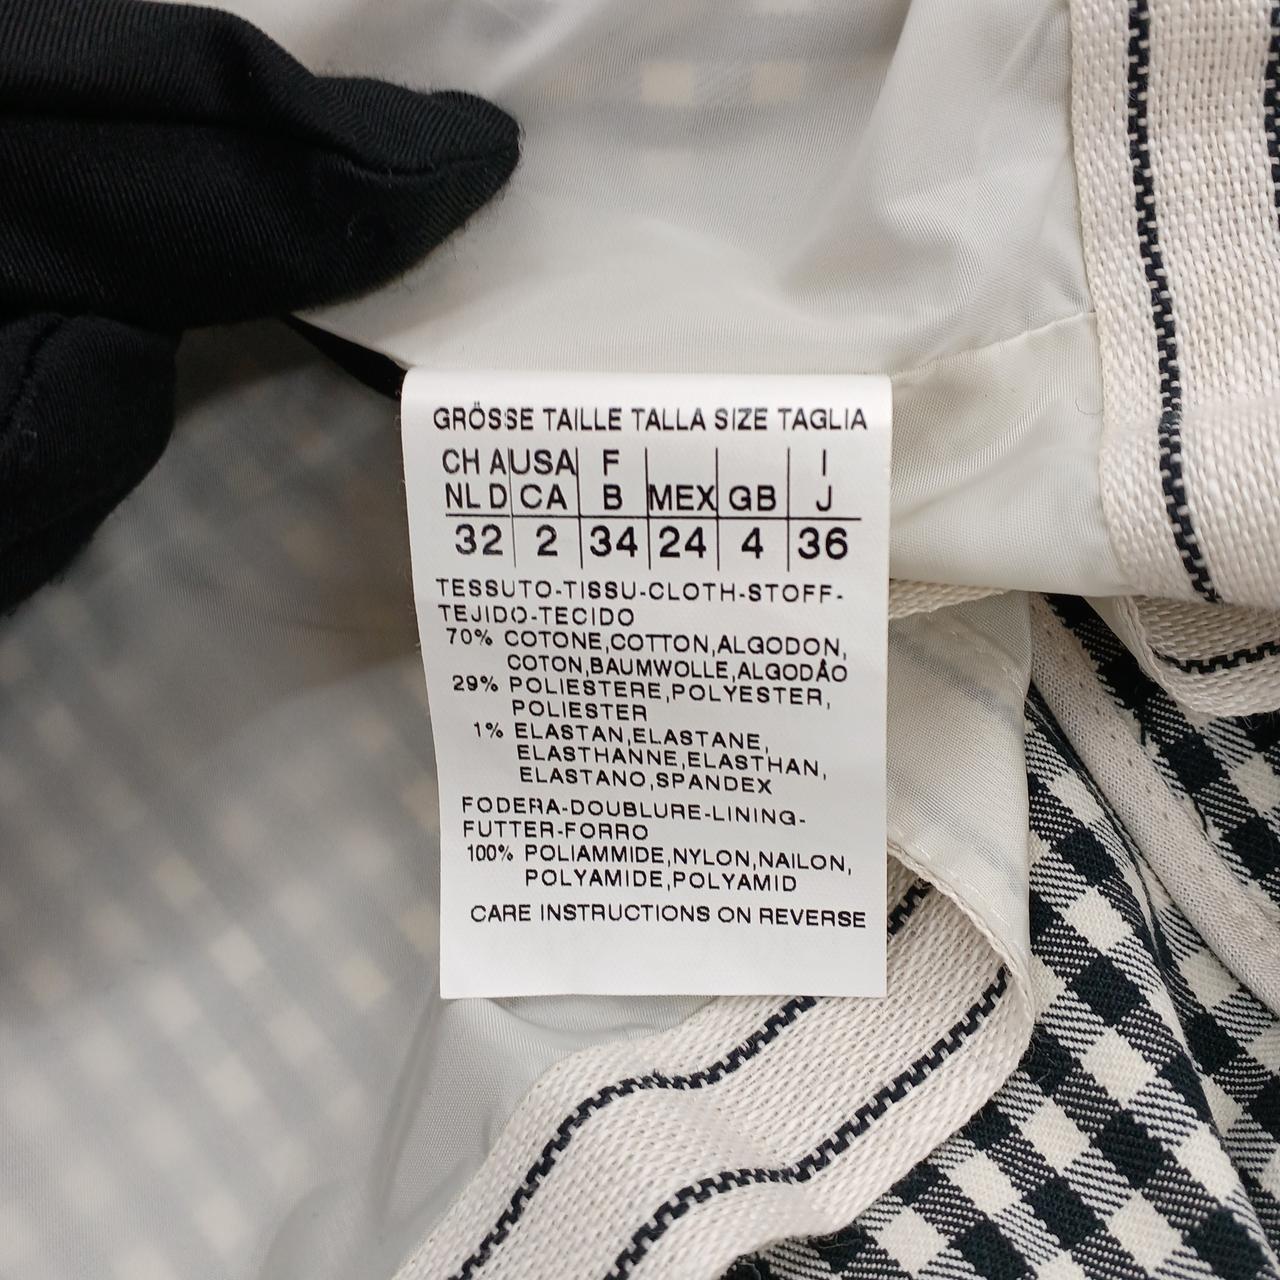 GRÖSSE TAILLE TALLA SIZE TAGLIA
CH A USA F I
NL D CA B MEX GB J
32 2 34 24 4 36
TESSUTO-TISSU-CLOTH-STOFF-
TEJIDO-TECIDO
70% COTONE,COTTON,ALGODON,
COTON,BAUMWOLLE,ALGODÃO
29% POLIESTERE,POLYESTER,
POLIESTER
1% ELASTAN,ELASTANE,
ELASTHANNE,ELASTHAN,
ELASTANO,SPANDEX
FODERA-DOUBLURE-LINING-
FUTTER-FORRO
100% POLIAMMIDE,NYLON,NAILON,
POLYAMIDE,POLYAMID
CARE INSTRUCTIONS ON REVERSE